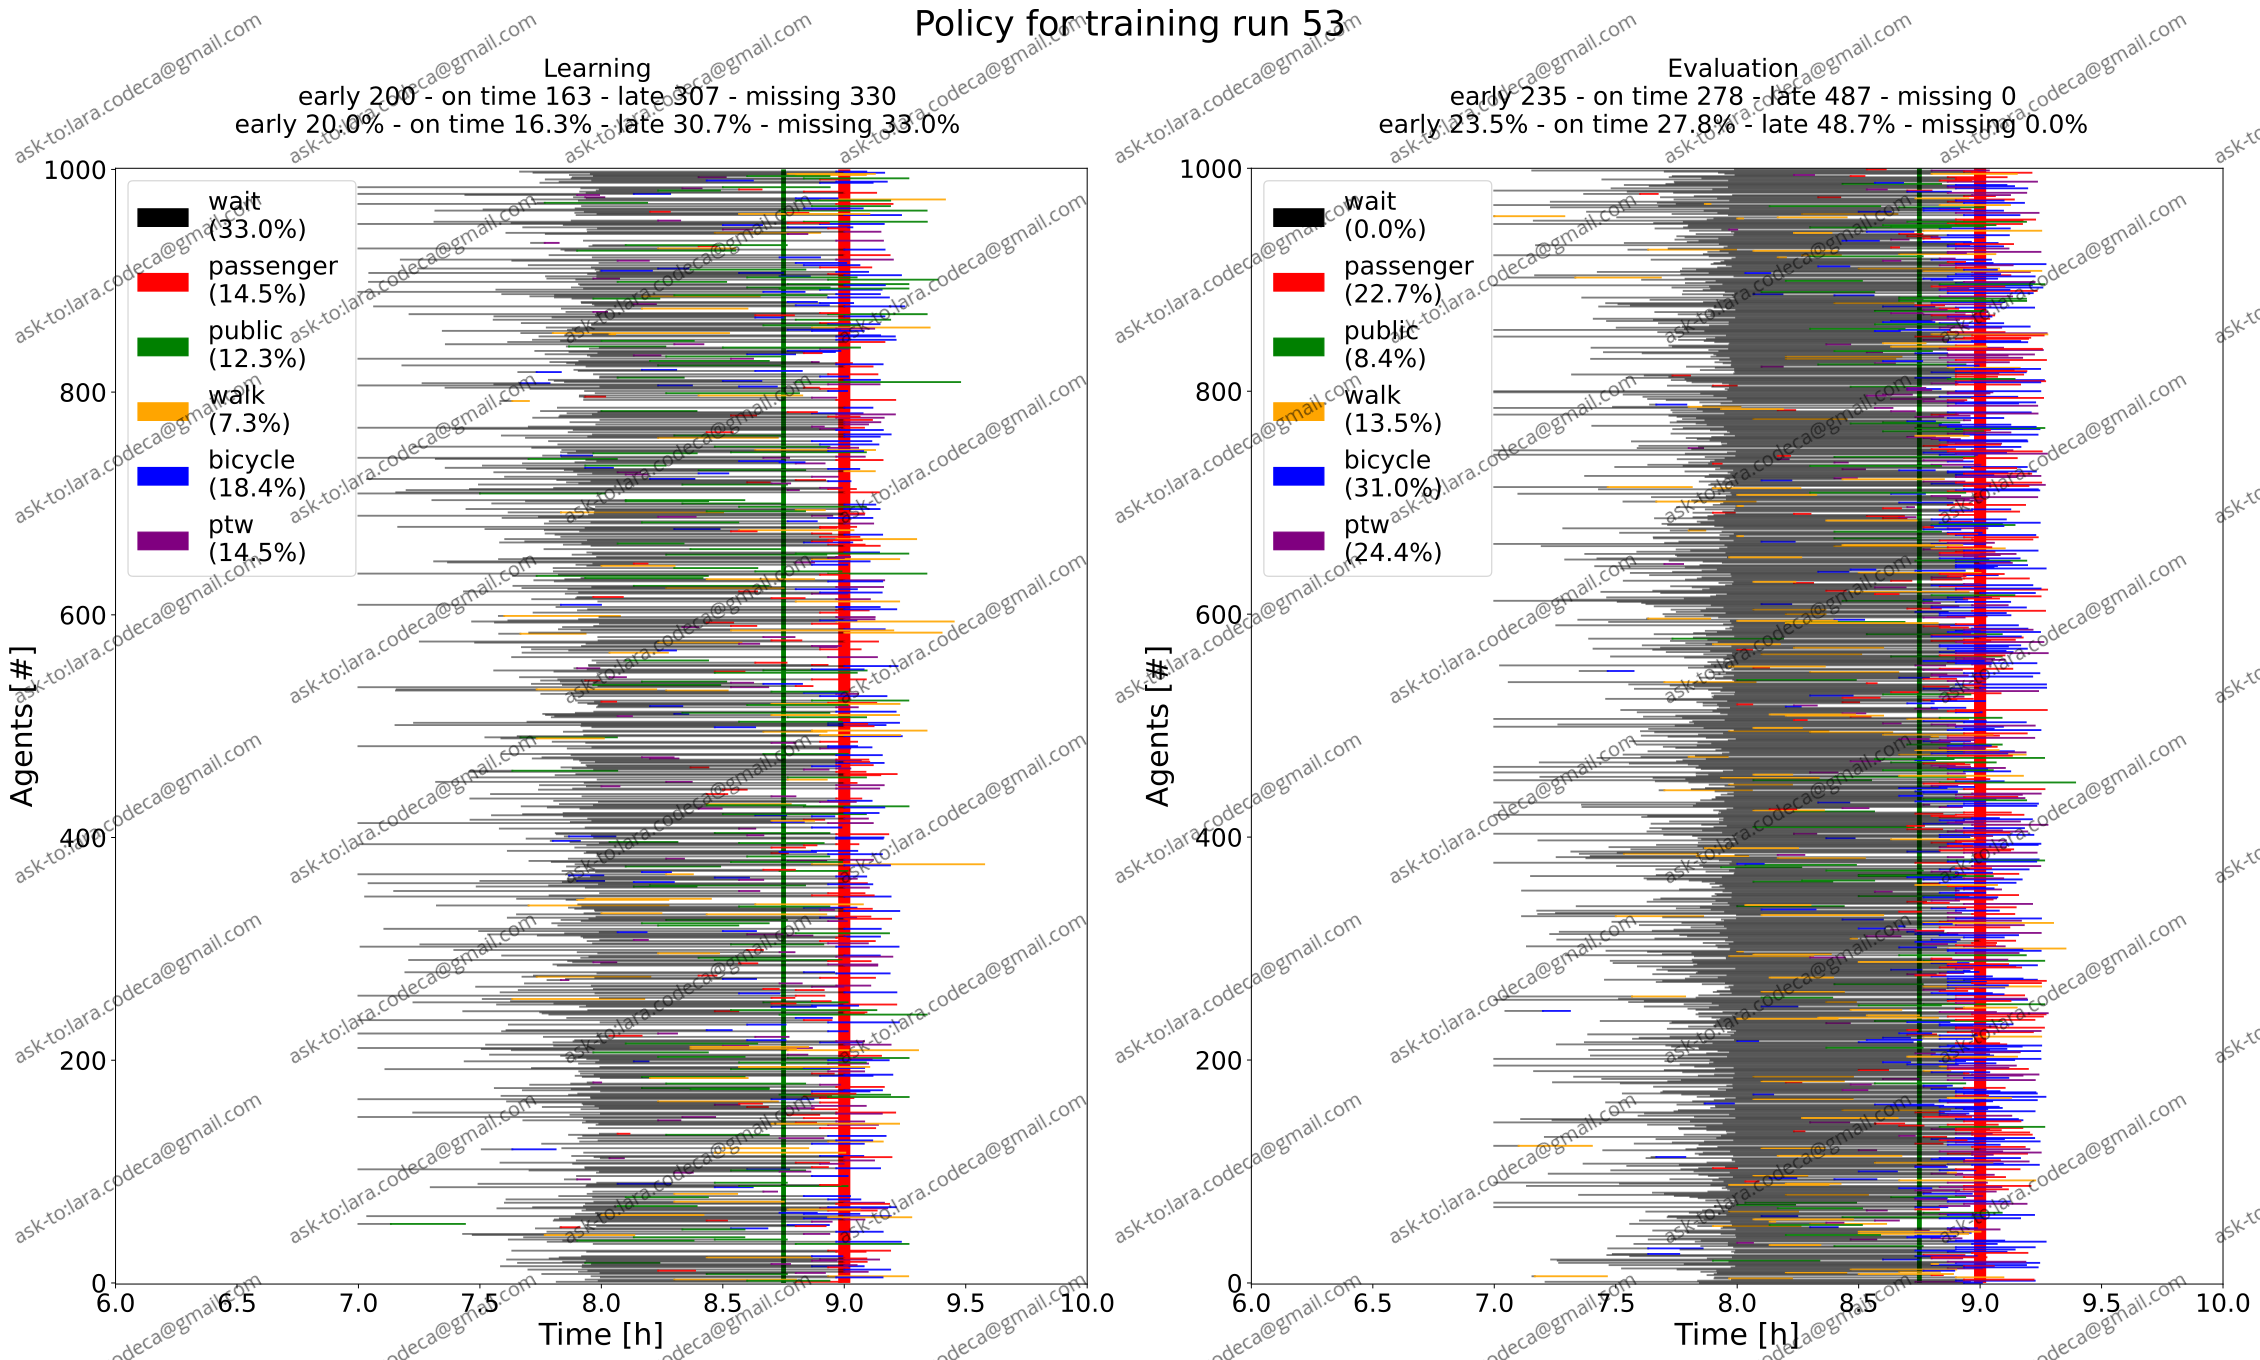 Policy for training run 53
Learning
early 200 - on time 163 - late 307 - missing 330
early 20.0% - on time 16.3% - late 30.7% - missing 33.0%
1000
800
600
400
200
0
Agents [#]
wait
(33.0%)
passenger
(14.5%)
public
(12.3%)
walk
(7.3%)
bicycle
(18.4%)
ptw
(14.5%)
6.0 6.5 7.0 7.5 8.0 8.5 9.0 9.5 10.0
Time [h]
Evaluation
early 235 - on time 278 - late 487 - missing 0
early 23.5% - on time 27.8% - late 48.7% - missing 0.0%
1000
800
600
400
200
0
Agents [#]
wait
(0.0%)
passenger
(22.7%)
public
(8.4%)
walk
(13.5%)
bicycle
(31.0%)
ptw
(24.4%)
6.0 6.5 7.0 7.5 8.0 8.5 9.0 9.5 10.0
Time [h]
ask-to:lara.codeca@gmail.com